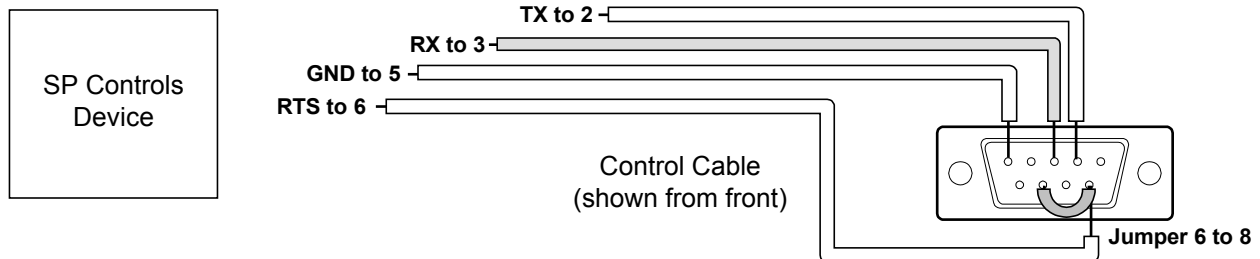 TX to 2
RX to 3
GND to 5
RTS to 6
SP Controls
Device
Control Cable
(shown from front)
Jumper 6 to 8